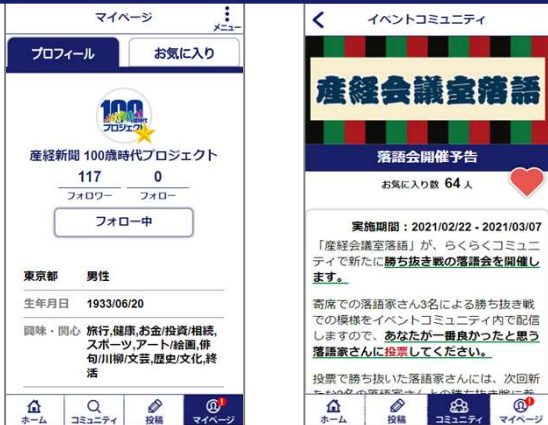 マイページ
メニュー
プロフィール
お気に入り
100歳時代
プロジェクト
産経新聞 100歳時代プロジェクト
117
0
フォロワー
フォロー
フォロー中
東京都 男性
生年月日 1933/06/20
興味・関心 旅行,健康,お金/投資/相続,
スポーツ,アート/絵画,俳
句/川柳/文芸,歴史/文化,終
活
ホーム
コミュニティ
投稿
マイページ
イベントコミュニティ
産経会議室落語
落語会開催予告
お気に入り数 64 人
実施期間：2021/02/22 - 2021/03/07
「産経会議室落語」が、らくらくコミュニ
ティで新たに勝ち抜き戦の落語会を開催し
ます。
寄席での落語家さん3名による勝ち抜き戦
での模様をイベントコミュニティ内で配信
しますので、あなたが一番良かったと思う
落語家さんに投票してください。
投票で勝ち抜いた落語家さんには、次回新
ホーム
投稿
コミュニティ
マイページ